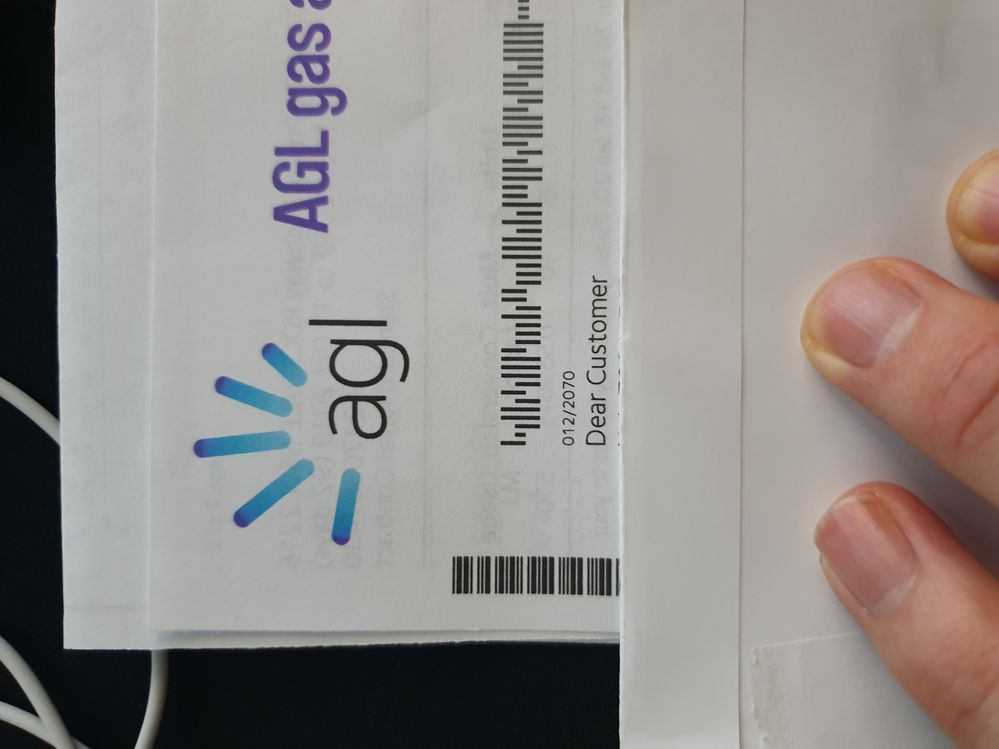 agl
AGL gas a
012/2070
Dear Customer